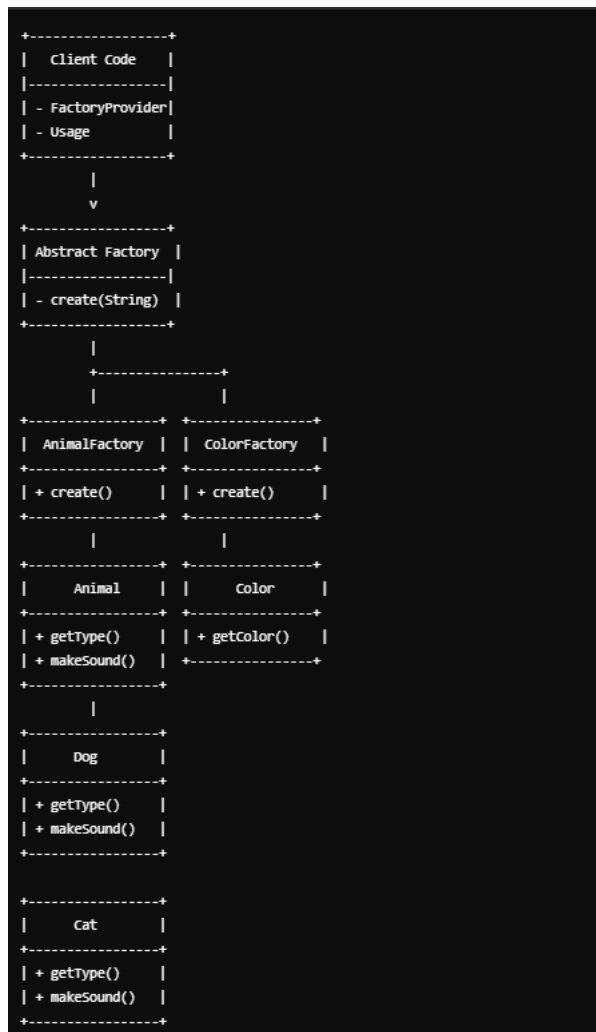 +------------------+
|   Client Code    |
|------------------|
| - FactoryProvider|
| - Usage          |
+------------------+
         |
         v
+------------------+
| Abstract Factory  |
|------------------|
| - create(String)  |
+------------------+
         |
         +----------------+
         |                |
+-----------------+  +----------------+
|  AnimalFactory  |  |  ColorFactory   |
+-----------------+  +----------------+
| + create()      |  | + create()      |
+-----------------+  +----------------+
         |                |
+-----------------+  +----------------+
|      Animal     |  |      Color      |
+-----------------+  +----------------+
| + getType()     |  | + getColor()    |
| + makeSound()   |  +----------------+
+-----------------+
         |
+-----------------+
|      Dog        |
+-----------------+
| + getType()     |
| + makeSound()   |
+-----------------+

+-----------------+
|      Cat        |
+-----------------+
| + getType()     |
| + makeSound()   |
+-----------------+